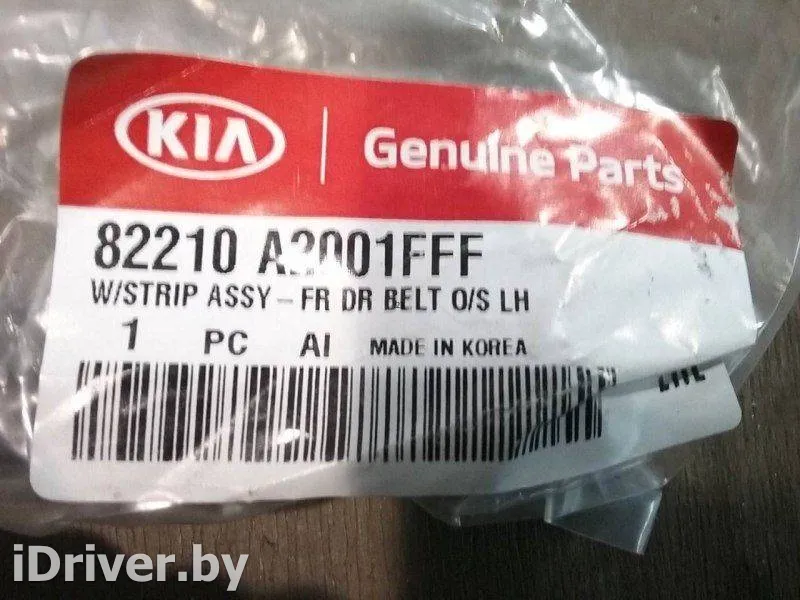 KIA Genuine Parts
82210 A2001FFF
W/STRIP ASSY-FR DR BELT O/S LH
1 PC AI MADE IN KOREA
iDriver.by